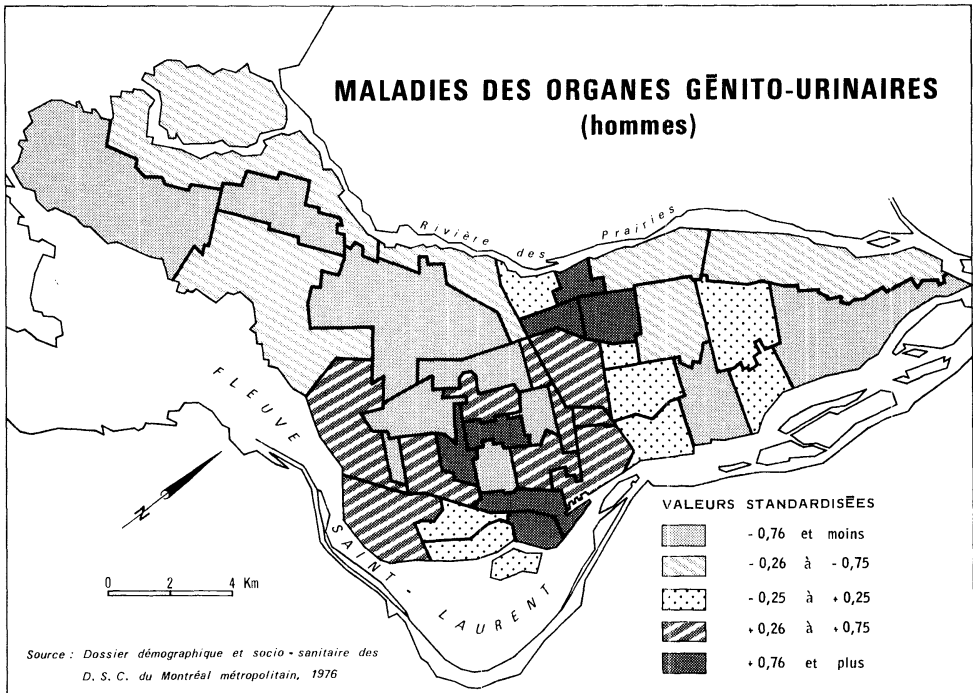 MALADIES DES ORGANES GĒNITO-URINAIRES
(hommes)
Rivière des Prairies
FLEUVE SAINT-LAURENT
N
0 2 4 Km
VALEURS STANDARDISĒES
- 0,76 et moins
- 0,26 à - 0,75
- 0,25 à + 0,25
+ 0,26 à + 0,75
+ 0,76 et plus
Source : Dossier démographique et socio-sanitaire des
D. S. C. du Montréal métropolitain, 1976